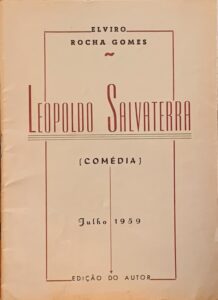 ELVIRO
ROCHA GOMES
LEOPOLDO SALVATERRA
(COMÉDIA)
Julho 1959
EDIÇÃO DO AUTOR